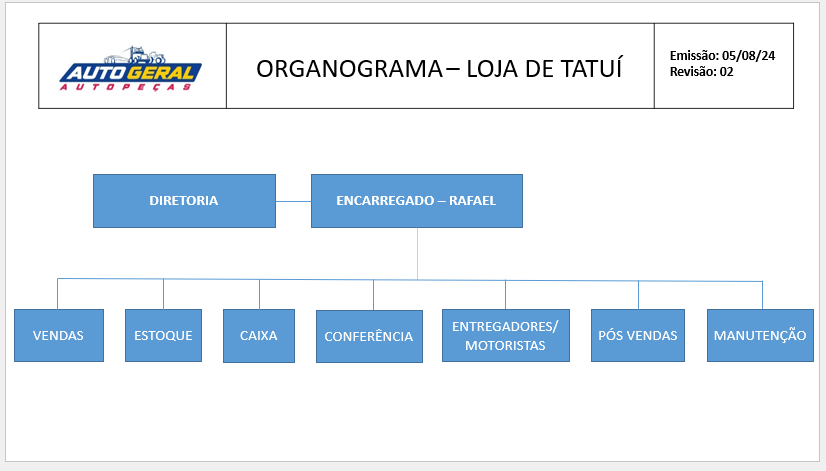 AUTOGERAL
AUTOPEÇAS
ORGANOGRAMA – LOJA DE TATUÍ
Emissão: 05/08/24
Revisão: 02
DIRETORIA
ENCARREGADO – RAFAEL
VENDAS
ESTOQUE
CAIXA
CONFERÊNCIA
ENTREGADORES/
MOTORISTAS
PÓS VENDAS
MANUTENÇÃO